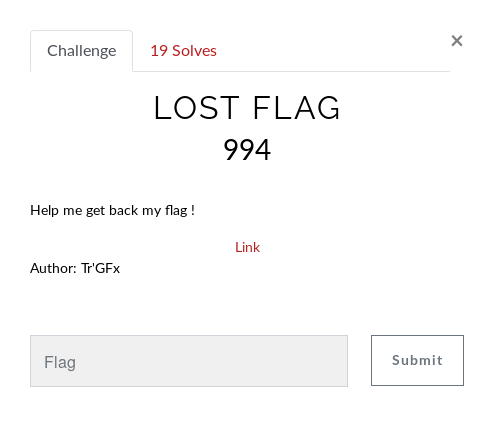 Challenge
19 Solves
×
LOST FLAG
994
Help me get back my flag !
Link
Author: Tr'GFx
Flag
Submit